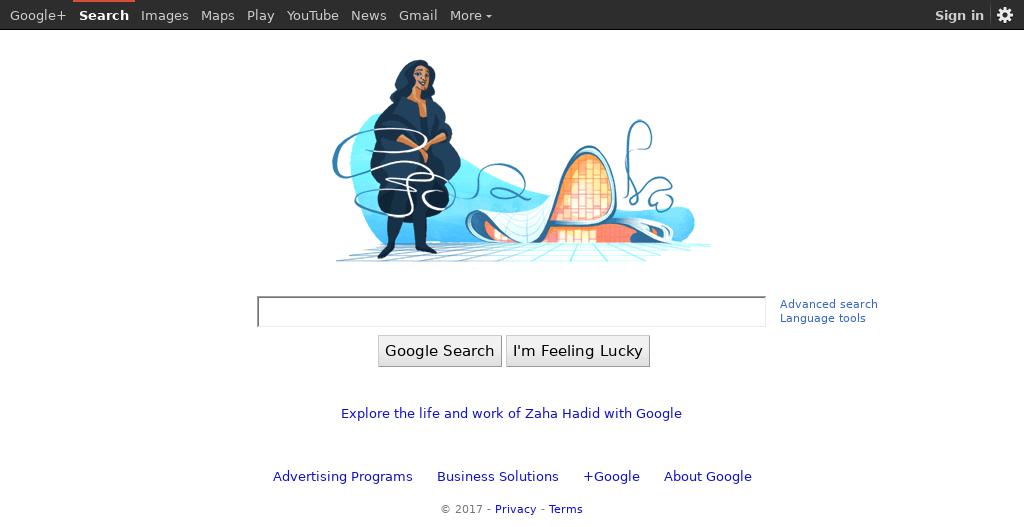 Google+ Search Images Maps Play YouTube News Gmail More Sign in
Advanced search
Language tools
Google Search I'm Feeling Lucky
Explore the life and work of Zaha Hadid with Google
Advertising Programs Business Solutions +Google About Google
© 2017 - Privacy - Terms